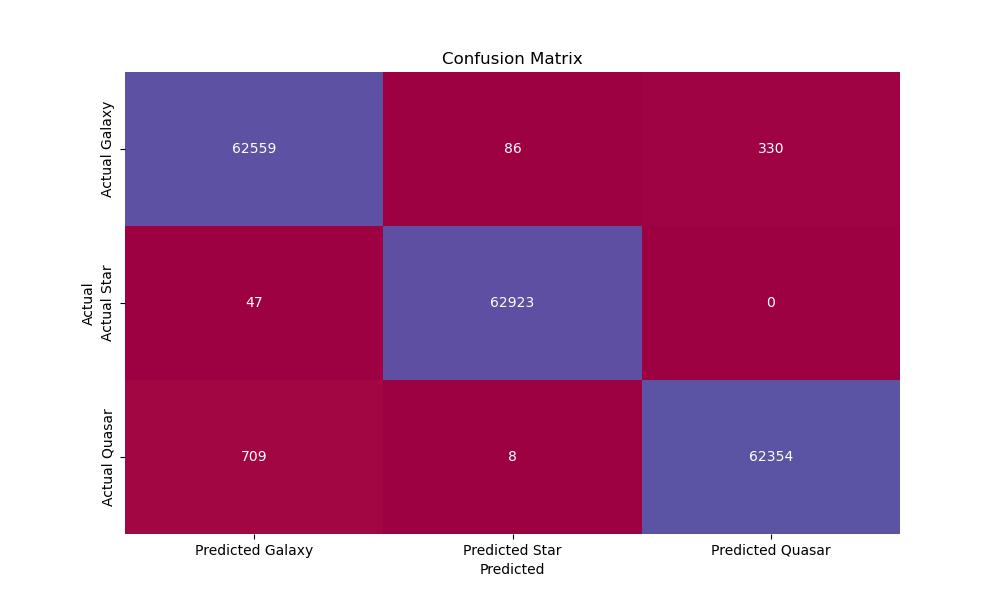 Confusion Matrix
Actual
Actual Galaxy
62559 86 330
Actual Star
47 62923 0
Actual Quasar
709 8 62354
Predicted Galaxy Predicted Star Predicted Quasar
Predicted